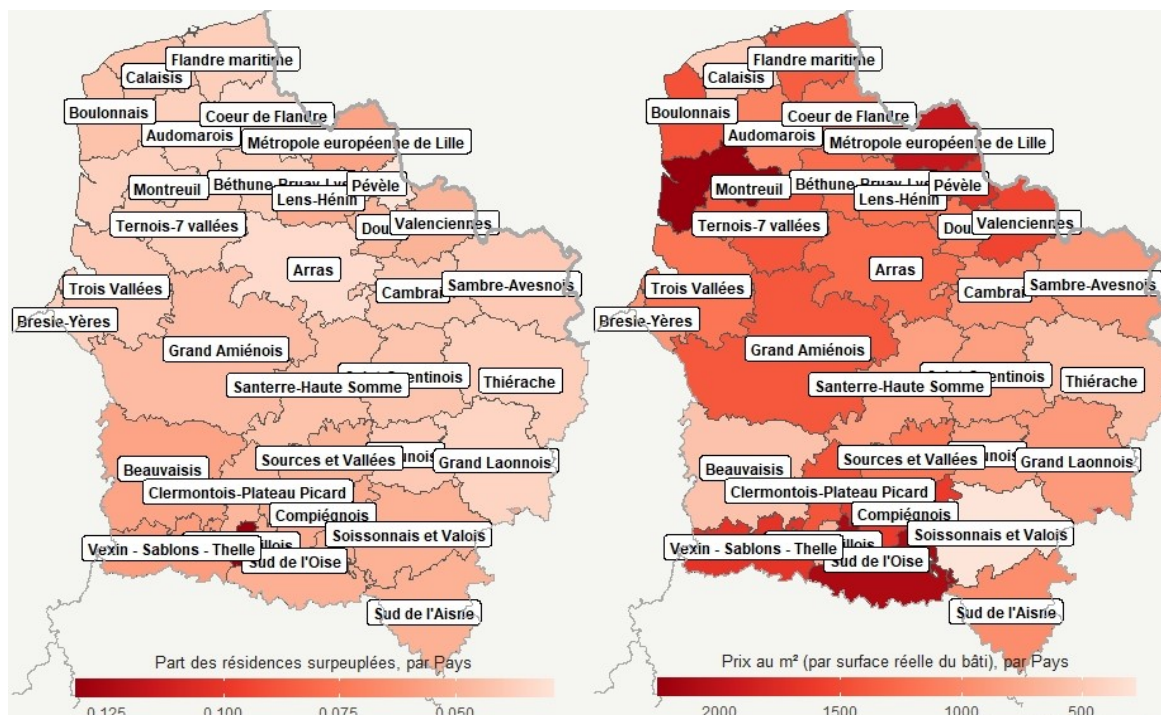 Flandre maritime
Calaisis
Boulonnais
Coeur de Flandre
Audomarois
Métropole européenne de Lille
Montreuil
Béthune-Bruay
Pévèle
Lens-Hénin
Ternois-7 vallées
Valenciennes
Arras
Trois Vallées
Cambrai
Sambre-Avesnois
Bresie-Yères
Grand Amiénois
Santerre-Haute Somme
Thiérache
Beauvaisis
Sources et Vallées
Grand Laonnois
Clermontois-Plateau Picard
Compiégnois
Soissonnais et Valois
Vexin - Sablons - Thelle
Sud de l'Oise
Sud de l'Aisne
Part des résidences surpeuplées, par Pays
0.125 0.100 0.075 0.050
Flandre maritime
Calaisis
Boulonnais
Coeur de Flandre
Audomarois
Métropole européenne de Lille
Montreuil
Béthune-Bruay
Pévèle
Lens-Hénin
Ternois-7 vallées
Valenciennes
Arras
Trois Vallées
Cambrai
Sambre-Avesnois
Bresie-Yères
Grand Amiénois
Santerre-Haute Somme
Thiérache
Beauvaisis
Sources et Vallées
Grand Laonnois
Clermontois-Plateau Picard
Compiégnois
Soissonnais et Valois
Vexin - Sablons - Thelle
Sud de l'Oise
Sud de l'Aisne
Prix au m² (par surface réelle du bâti), par Pays
2000 1500 1000 500